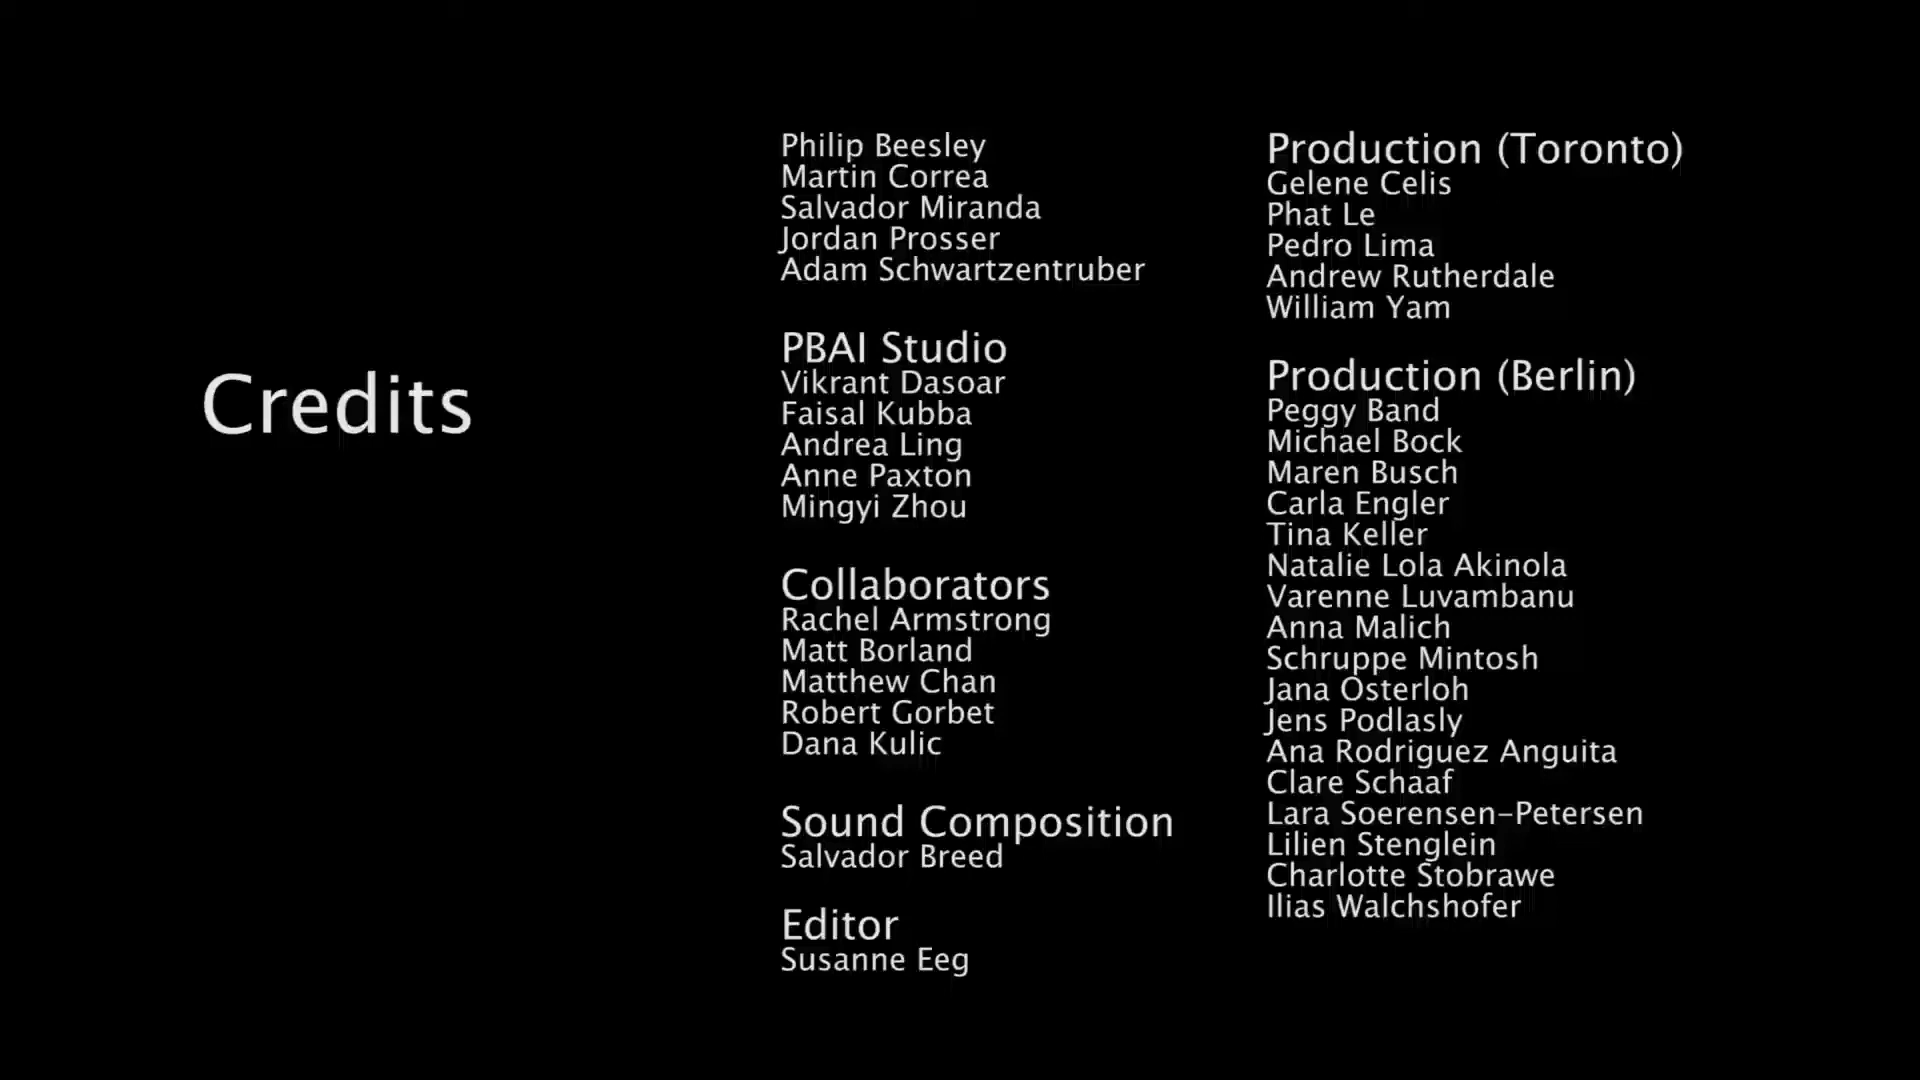 Credits
Philip Beesley
Martin Correa
Salvador Miranda
Jordan Prosser
Adam Schwartzentruber
PBAI Studio
Vikrant Dasoar
Faisal Kubba
Andrea Ling
Anne Paxton
Mingyi Zhou
Collaborators
Rachel Armstrong
Matt Borland
Matthew Chan
Robert Gorbet
Dana Kulic
Sound Composition
Salvador Breed
Editor
Susanne Eeg
Production (Toronto)
Gelene Celis
Phat Le
Pedro Lima
Andrew Rutherdale
William Yam
Production (Berlin)
Peggy Band
Michael Bock
Maren Busch
Carla Engler
Tina Keller
Natalie Lola Akinola
Varenne Luvambanu
Anna Malich
Schruppe Mintosh
Jana Osterloh
Jens Podlasly
Ana Rodriguez Anguita
Clare Schaaf
Lara Soerensen-Petersen
Lilien Stenglein
Charlotte Stobrawe
Ilias Walchshofer